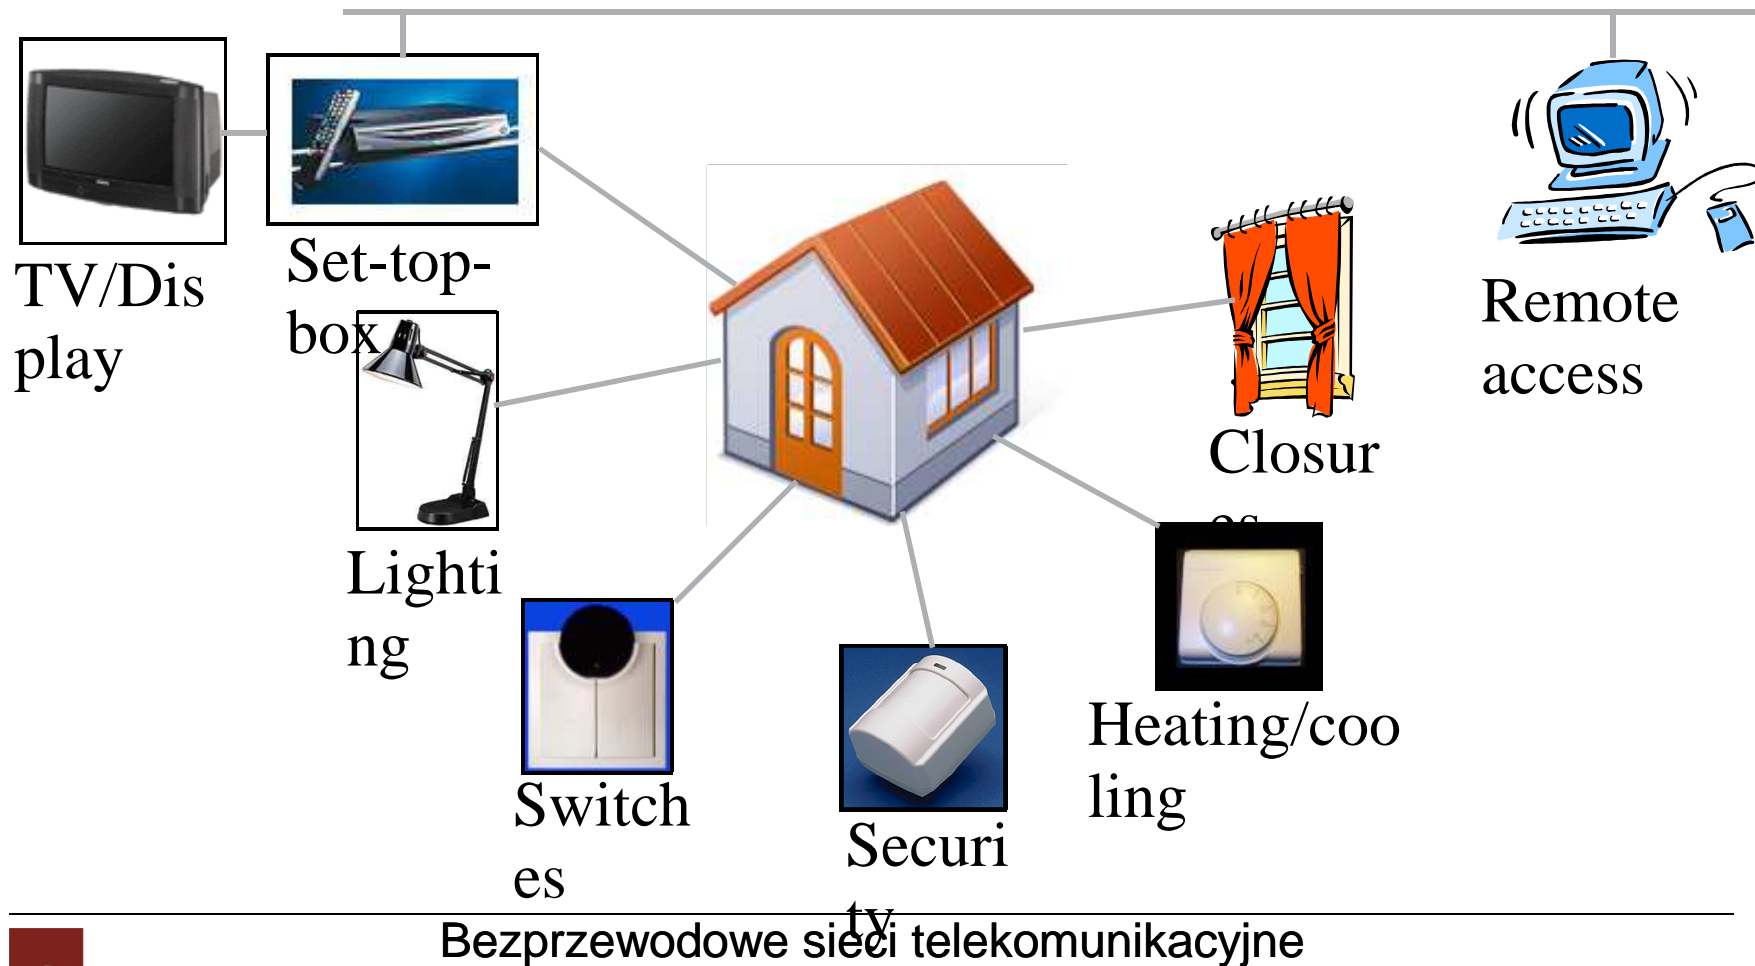 TV/Dis
play
Set-top-
box
Lighti
ng
Switch
es
Securi
ty
Heating/coo
ling
Closur
es
Remote
access
Bezprzewodowe sieci telekomunikacyjne